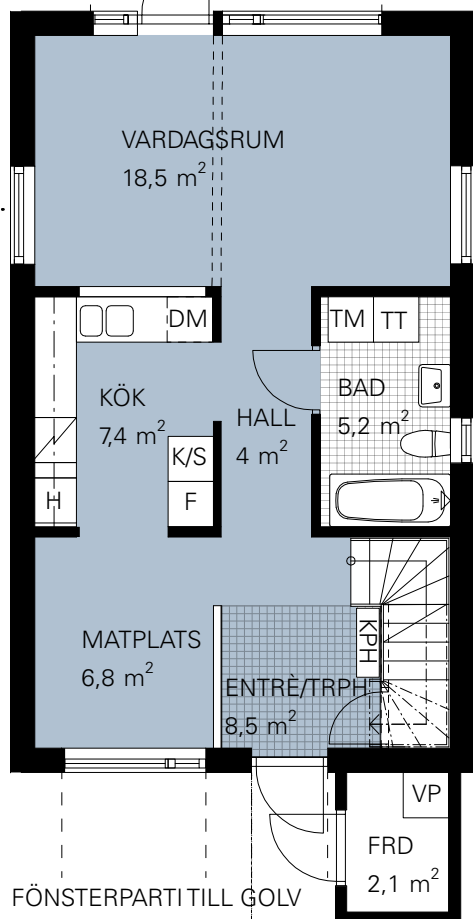 VARDAGSRUM
18,5 m²
DM
TM TT
KÖK
7,4 m²
BAD
5,2 m²
HALL
4 m²
K/S
H
F
MATPLATS
6,8 m²
KPH
ENTRÈ/TRPH
8,5 m²
VP
FRD
2,1 m²
FÖNSTERPARTI TILL GOLV